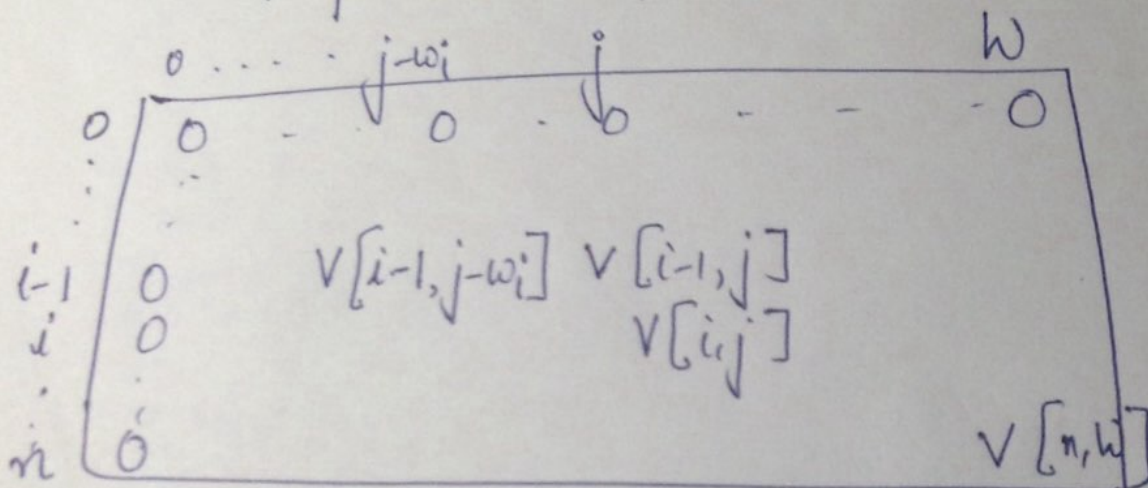 0 . . . . j-wi j W
0 0 - 0 . 0 - - - 0
i-1 0 V[i-1, j-wi] V[i-1, j]
i 0 V[i,j]
n 0 V[n,W]